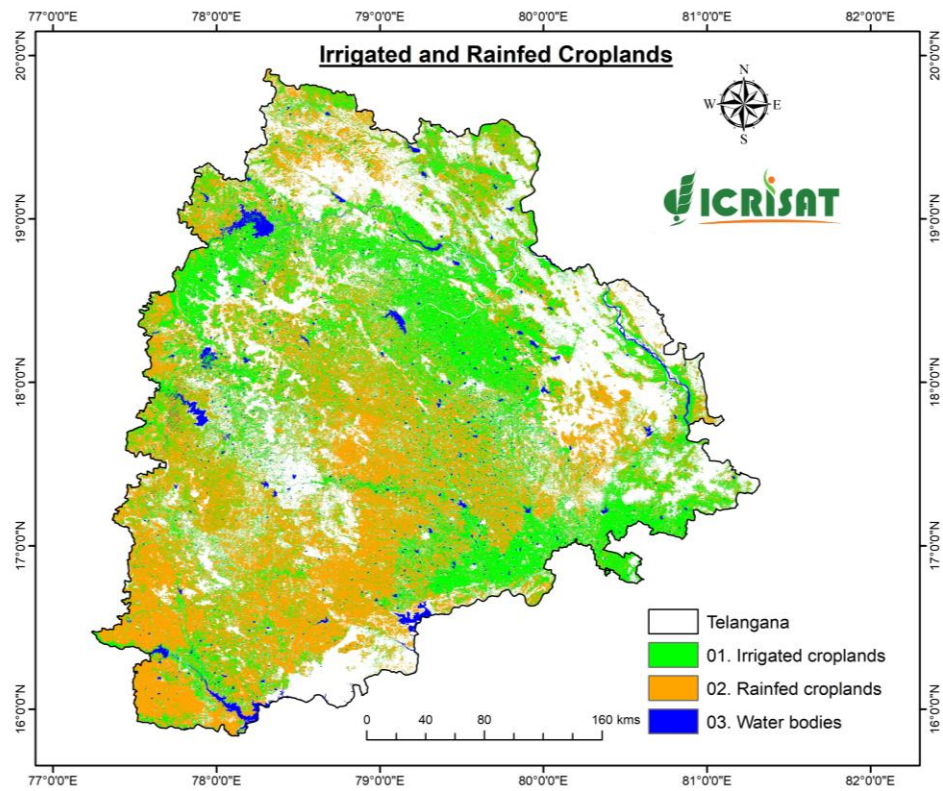 77°0'0"E 78°0'0"E 79°0'0"E 80°0'0"E 81°0'0"E 82°0'0"E
Irrigated and Rainfed Croplands
20°0'0"N 20°0'0"N
N
W E
S
ICRISAT
19°0'0"N 19°0'0"N
18°0'0"N 18°0'0"N
17°0'0"N 17°0'0"N
Telangana
01. Irrigated croplands
02. Rainfed croplands
03. Water bodies
16°0'0"N 16°0'0"N
0 40 80 160 kms
77°0'0"E 78°0'0"E 79°0'0"E 80°0'0"E 81°0'0"E 82°0'0"E